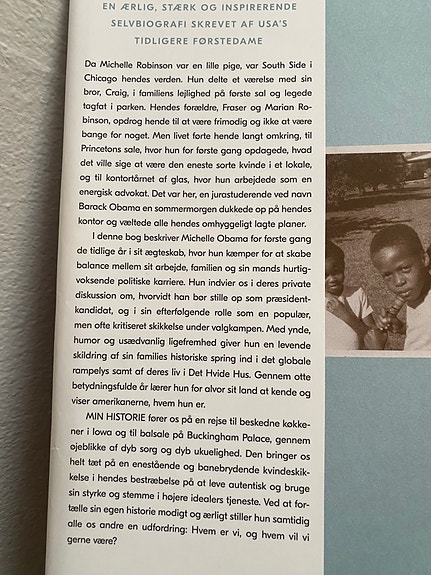 EN ÆRLIG, STÆRK OG INSPIRERENDE
SELVBIOGRAFI SKREVET AF USA'S
TIDLIGERE FØRSTEDAME
Da Michelle Robinson var en lille pige, var South Side i
Chicago hendes verden. Hun delte et værelse med sin
bror, Craig, i familiens lejlighed på første sal og legede
tagfat i parken. Hendes forældre, Fraser og Marian Ro-
binson, opdrog hende til at være frimodig og ikke at være
bange for noget. Men livet førte hende langt omkring, til
Princetons sale, hvor hun for første gang opdagede, hvad
det ville sige at være den eneste sorte kvinde i et lokale,
og til kontortårnet af glas, hvor hun arbejdede som en
energisk advokat. Det var her, en jurastuderende ved navn
Barack Obama en sommermorgen dukkede op på hendes
kontor og væltede alle hendes omhyggeligt lagte planer.
I denne bog beskriver Michelle Obama for første gang
de tidlige år i sit ægteskab, hvor hun kæmper for at skabe
balance mellem sit arbejde, familien og sin mands hurtig-
voksende politiske karriere. Hun indvier os i deres private
diskussion om, hvorvidt han bør stille op som præsident-
kandidat, og i sin efterfølgende rolle som en populær,
men ofte kritiseret skikkelse under valgkampen. Med ynde,
humor og usædvanlig ligefremhed giver hun en levende
skildring af sin families historiske spring ind i det globale
rampelys samt af deres liv i Det Hvide Hus. Gennem otte
betydningsfulde år lærer hun for alvor sit land at kende og
viser amerikanerne, hvem hun er.
MIN HISTORIE fører os på en rejse til beskedne køkke-
ner i Iowa og til balsale på Buckingham Palace, gennem
øjeblikke af dyb sorg og dyb ukuelighed. Den bringer os
helt tæt på en enestående og banebrydende kvindeskik-
kelse i hendes bestræbelse på at leve autentisk og bruge
sin styrke og stemme i højere idealers tjeneste. Ved at for-
tælle sin egen historie modigt og ærligt stiller hun samtidig
alle os andre en udfordring: Hvem er vi, og hvem vil vi
gerne være?